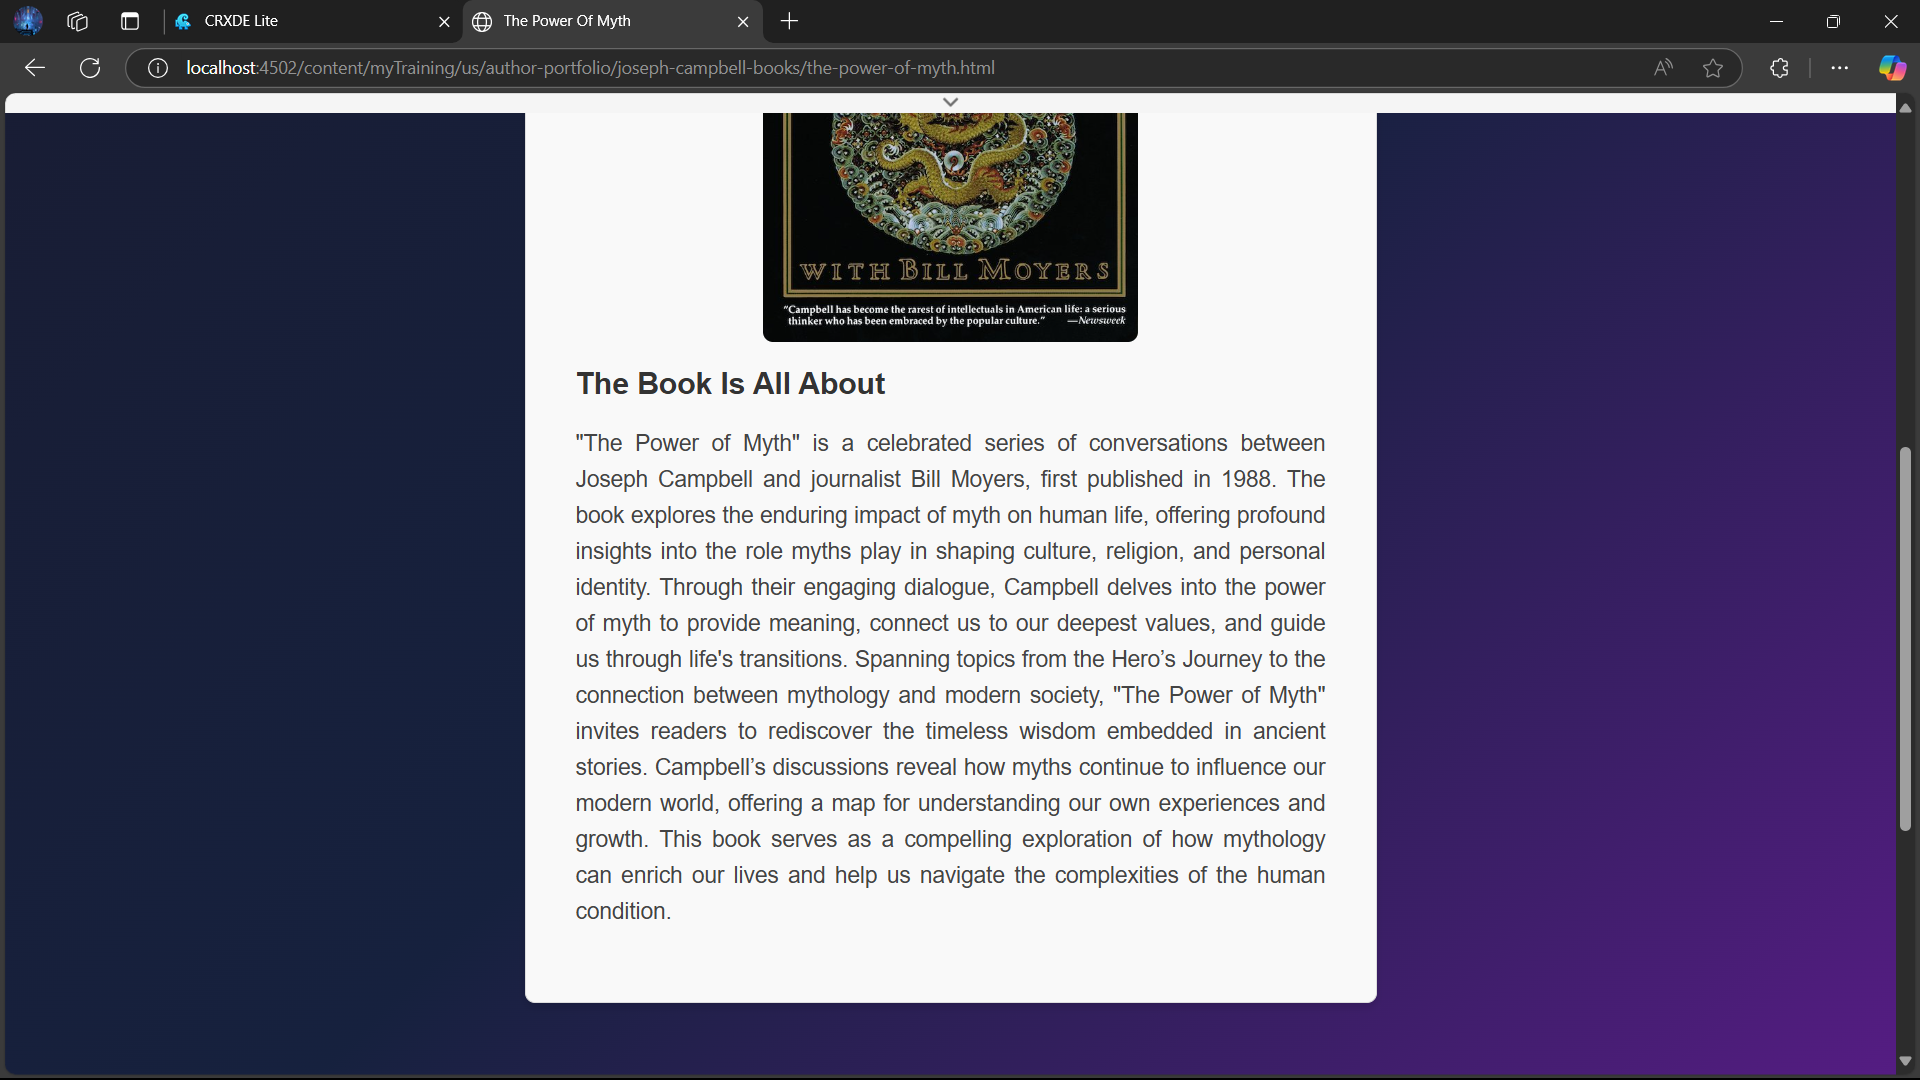 CRXDE Lite
The Power Of Myth
localhost:4502/content/myTraining/us/author-portfolio/joseph-campbell-books/the-power-of-myth.html
WITH BILL MOYERS
"Campbell has become the rarest of intellectuals in American life: a serious
thinker who has been embraced by the popular culture." —Newsweek
The Book Is All About
"The Power of Myth" is a celebrated series of conversations between
Joseph Campbell and journalist Bill Moyers, first published in 1988. The
book explores the enduring impact of myth on human life, offering profound
insights into the role myths play in shaping culture, religion, and personal
identity. Through their engaging dialogue, Campbell delves into the power
of myth to provide meaning, connect us to our deepest values, and guide
us through life's transitions. Spanning topics from the Hero’s Journey to the
connection between mythology and modern society, "The Power of Myth"
invites readers to rediscover the timeless wisdom embedded in ancient
stories. Campbell’s discussions reveal how myths continue to influence our
modern world, offering a map for understanding our own experiences and
growth. This book serves as a compelling exploration of how mythology
can enrich our lives and help us navigate the complexities of the human
condition.